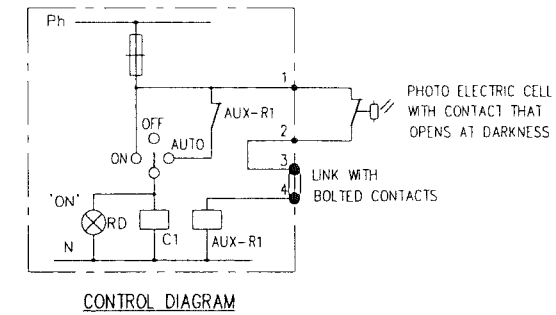 Ph
1
PHOTO ELECTRIC CELL
WITH CONTACT THAT
OPENS AT DARKNESS
AUX-R1
OFF
2
AUTO
ON
3
LINK WITH
BOLTED CONTACTS
4
'ON'
RD
C1
AUX-R1
N
CONTROL DIAGRAM